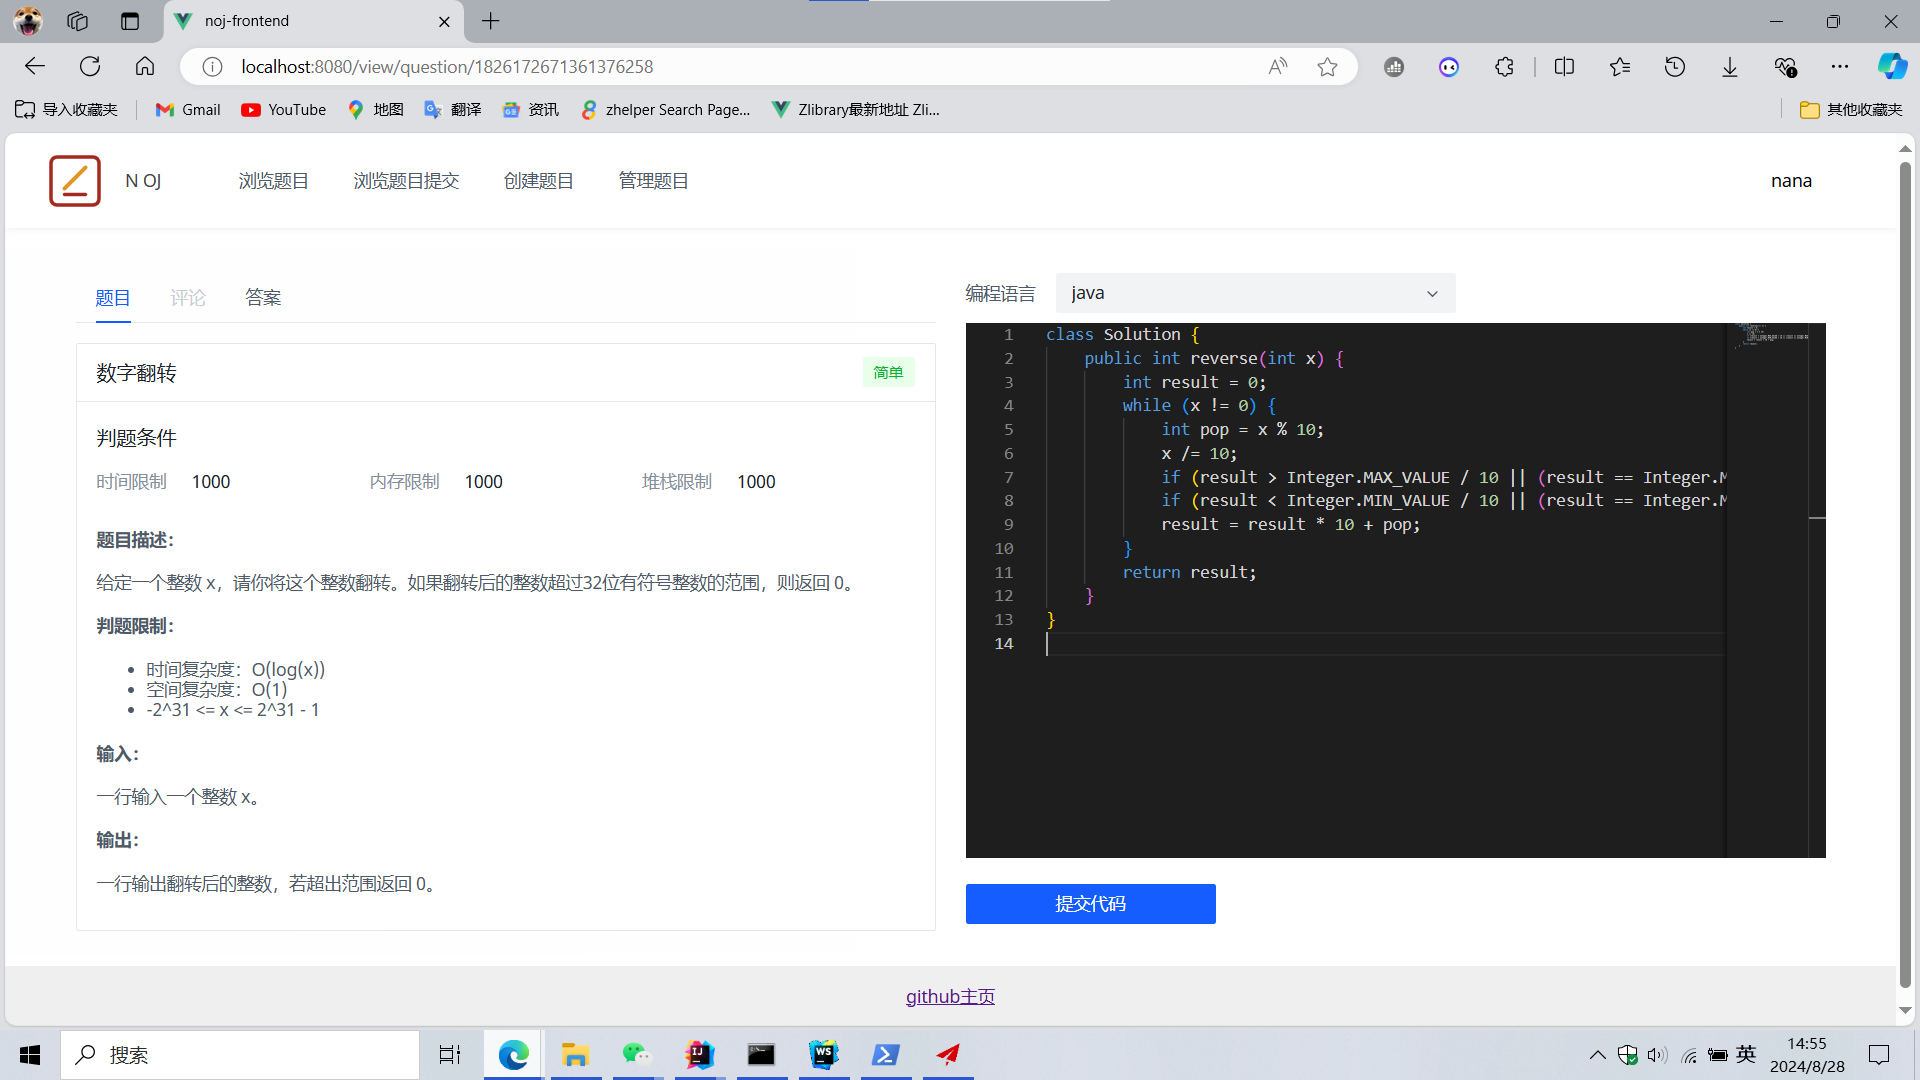 noj-frontend
localhost:8080/view/question/1826172671361376258
导入收藏夹 Gmail YouTube 地图 翻译 资讯 zhelper Search Page... Zlibrary最新地址 Zli... 其他收藏夹
N OJ 浏览题目 浏览题目提交 创建题目 管理题目 nana
题目 评论 答案
数字翻转 简单
判题条件
时间限制 1000 内存限制 1000 堆栈限制 1000
题目描述：
给定一个整数 x，请你将这个整数翻转。如果翻转后的整数超过32位有符号整数的范围，则返回 0。
判题限制：
时间复杂度：O(log(x))
空间复杂度：O(1)
-2^31 <= x <= 2^31 - 1
输入：
一行输入一个整数 x。
输出：
一行输出翻转后的整数，若超出范围返回 0。
编程语言 java
1 class Solution {
2 public int reverse(int x) {
3 int result = 0;
4 while (x != 0) {
5 int pop = x % 10;
6 x /= 10;
7 if (result > Integer.MAX_VALUE / 10 || (result == Integer.M
8 if (result < Integer.MIN_VALUE / 10 || (result == Integer.M
9 result = result * 10 + pop;
10 }
11 return result;
12 }
13 }
14
提交代码
github主页
搜索
英
14:55
2024/8/28